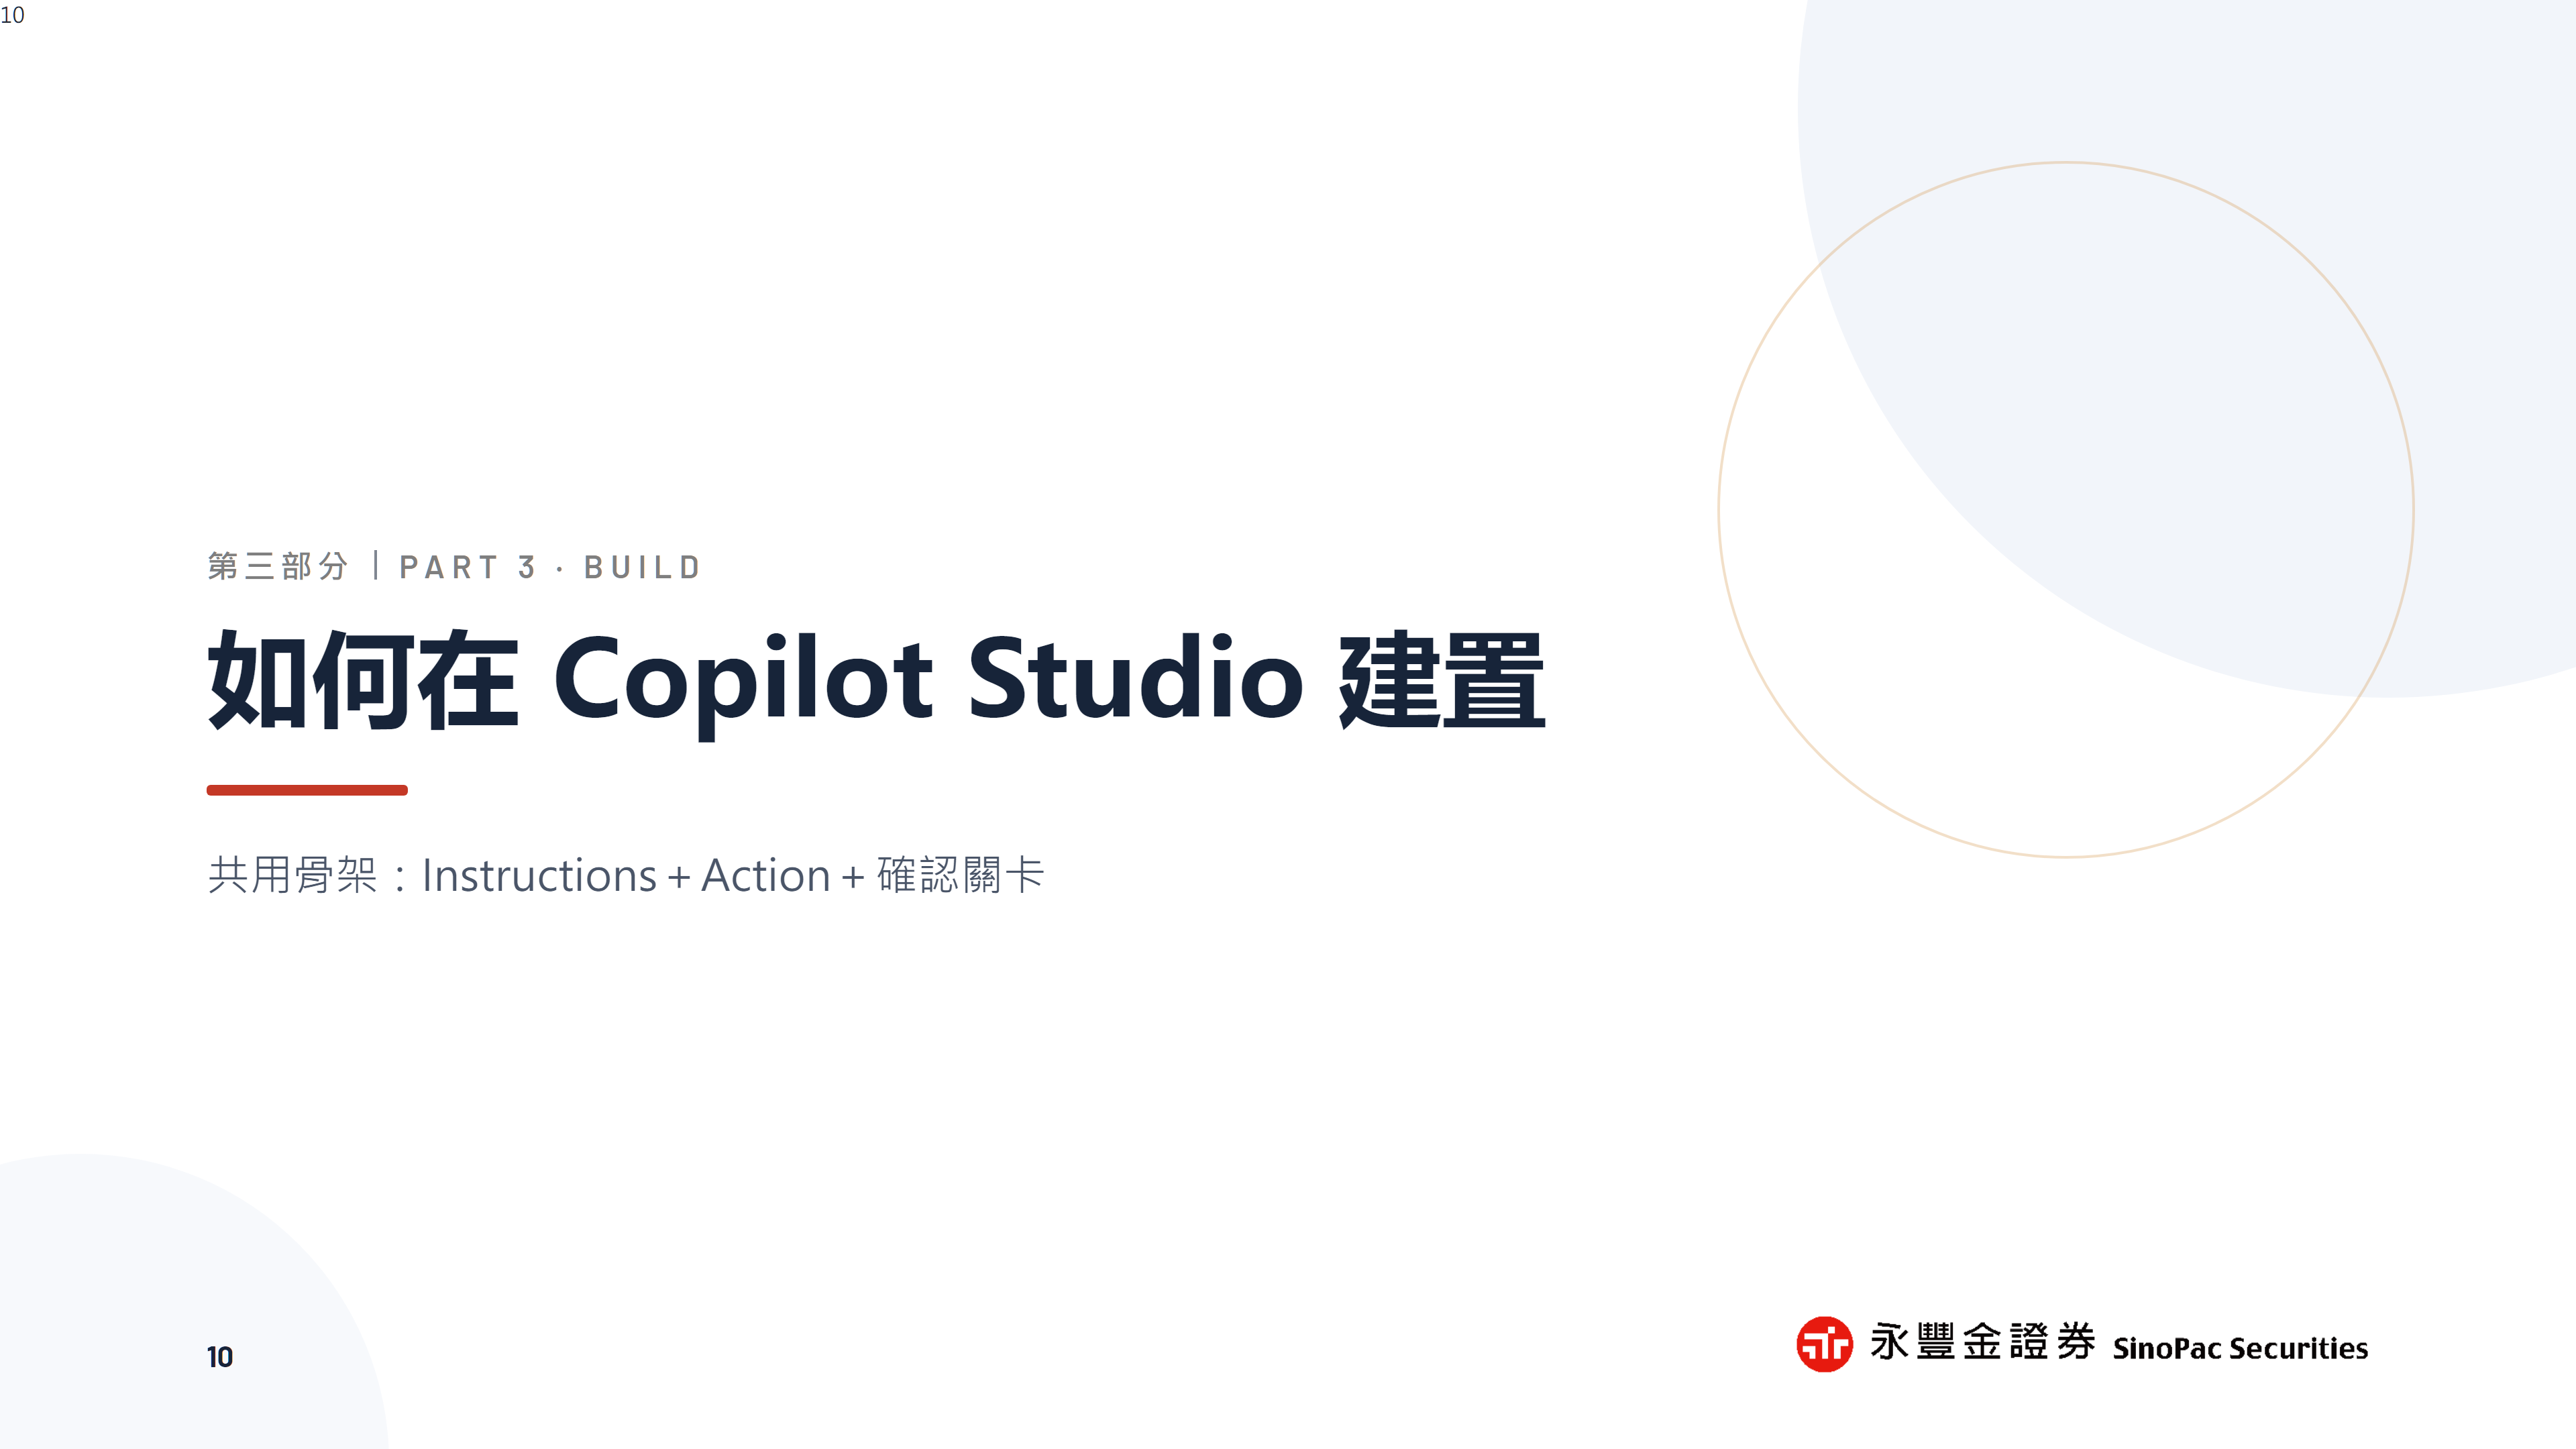 10
第三部分｜PART 3 · BUILD
如何在 Copilot Studio 建置
共用骨架：Instructions + Action + 確認關卡
10
永豐金證券 SinoPac Securities